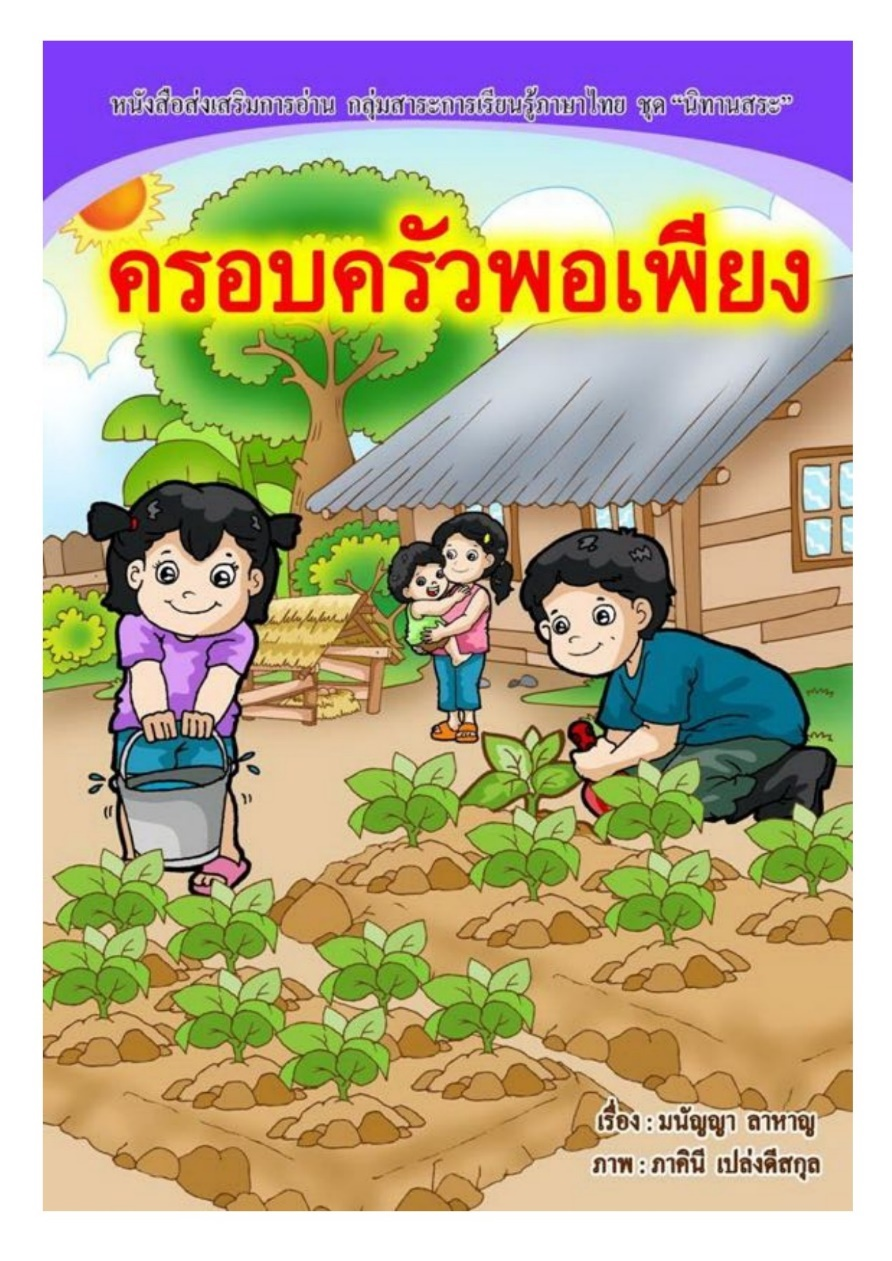 หนังสือส่งเสริมการอ่าน กลุ่มสาระการเรียนรู้ภาษาไทย ชุด “นิทานสระ”
ครอบครัวพอเพียง
เรื่อง : มนัญญา ลาหาญ
ภาพ : ภาคินี เปล่งดีสกุล